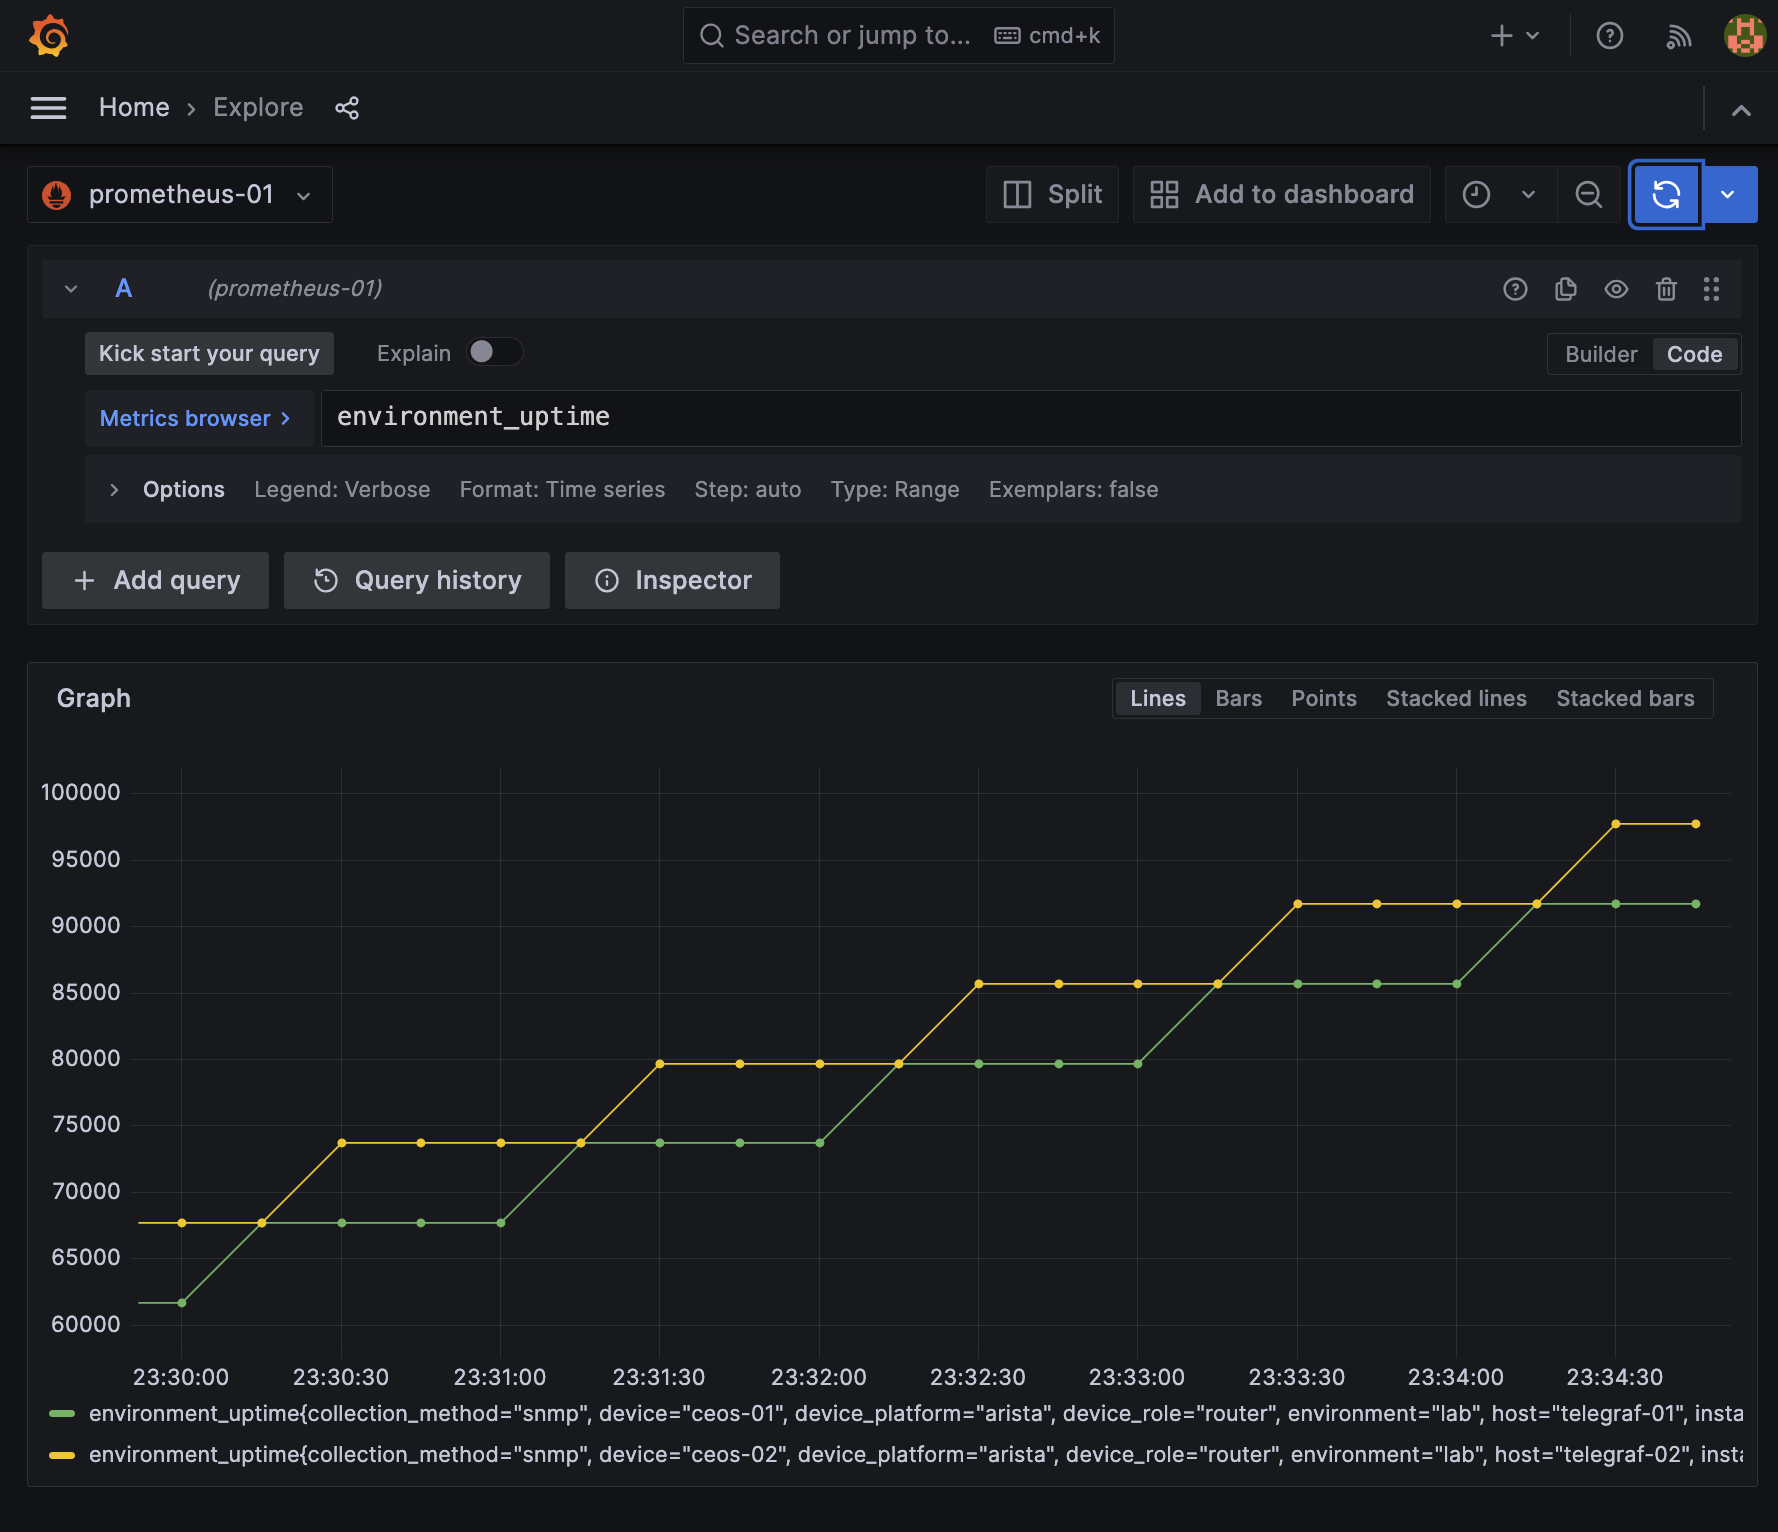 Search or jump to... cmd+k
Home › Explore
prometheus-01 Split Add to dashboard
A (prometheus-01)
Kick start your query Explain Builder Code
Metrics browser > environment_uptime
Options Legend: Verbose Format: Time series Step: auto Type: Range Exemplars: false
+ Add query Query history Inspector
Graph Lines Bars Points Stacked lines Stacked bars
100000
95000
90000
85000
80000
75000
70000
65000
60000
23:30:00 23:30:30 23:31:00 23:31:30 23:32:00 23:32:30 23:33:00 23:33:30 23:34:00 23:34:30
environment_uptime{collection_method="snmp", device="ceos-01", device_platform="arista", device_role="router", environment="lab", host="telegraf-01", insta
environment_uptime{collection_method="snmp", device="ceos-02", device_platform="arista", device_role="router", environment="lab", host="telegraf-02", insta